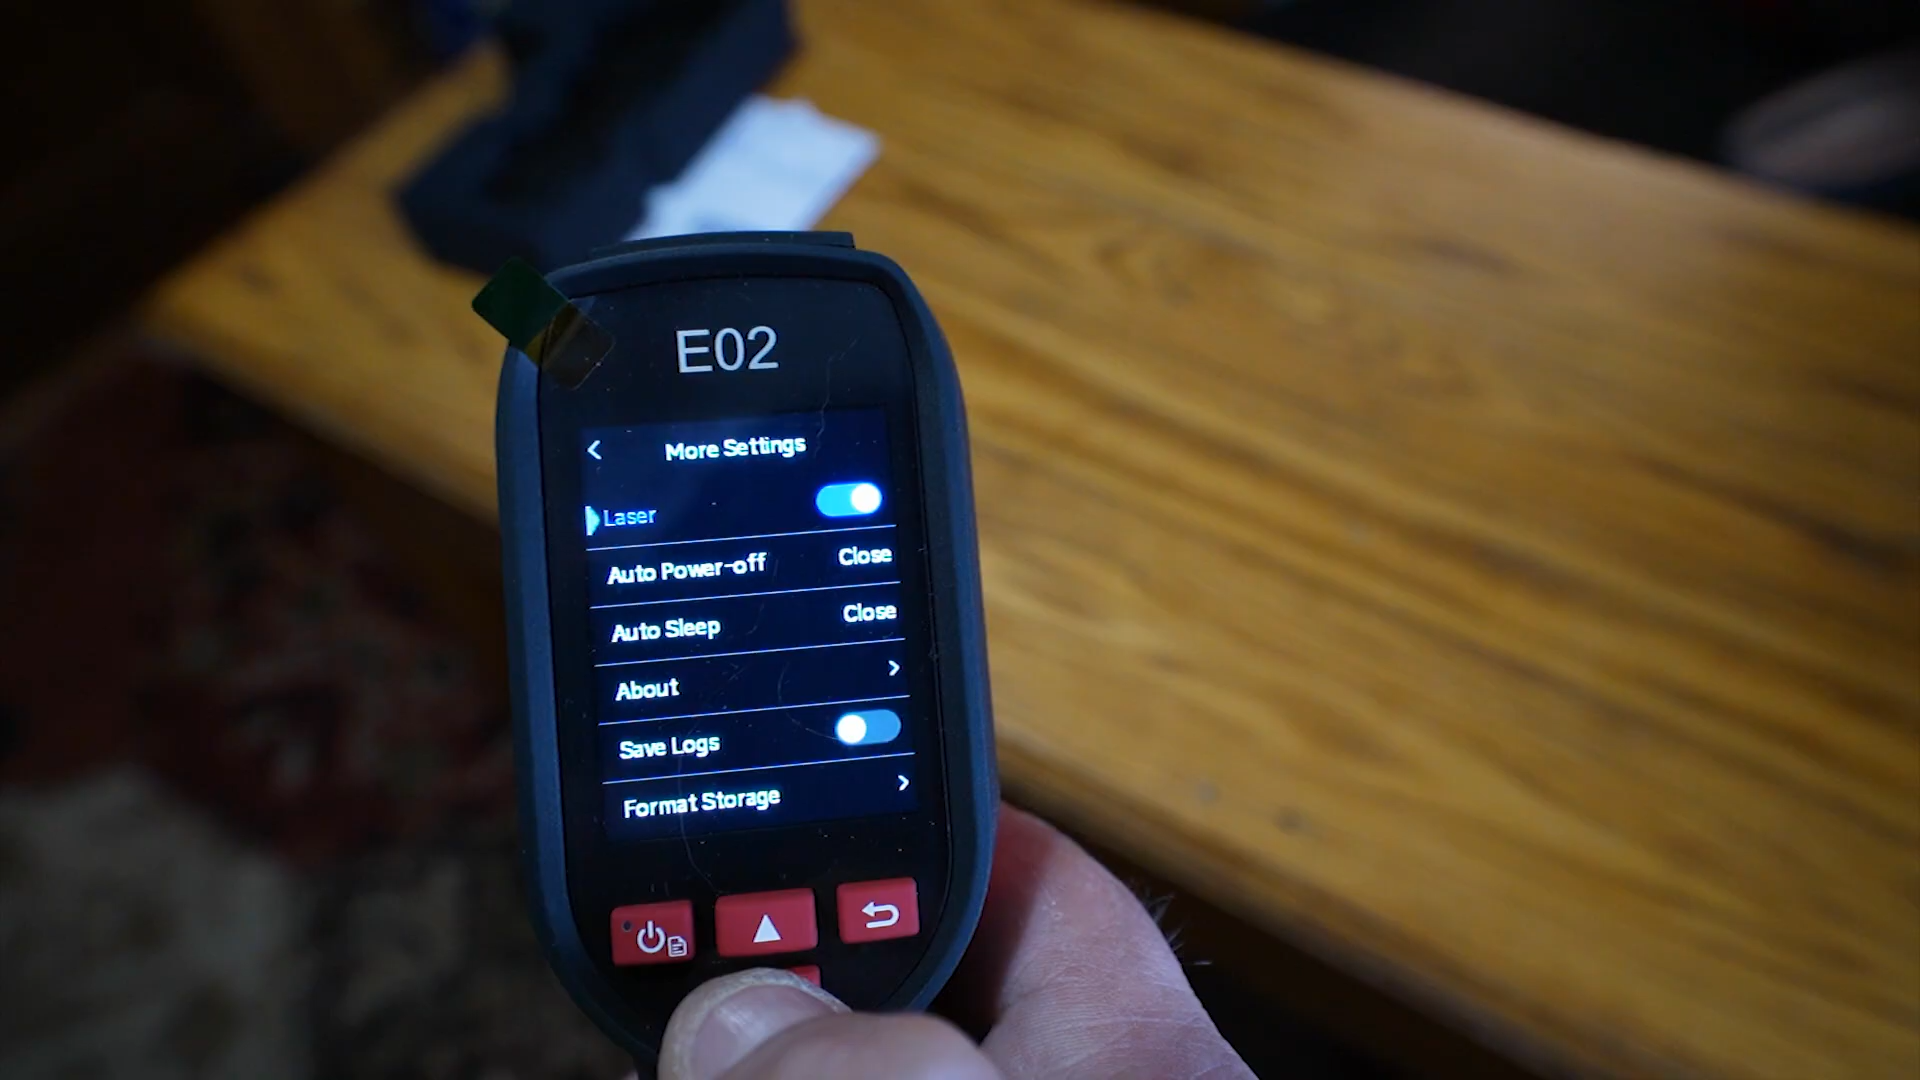 E02
More Settings
Laser
Auto Power-off Close
Auto Sleep Close
About
Save Logs
Format Storage